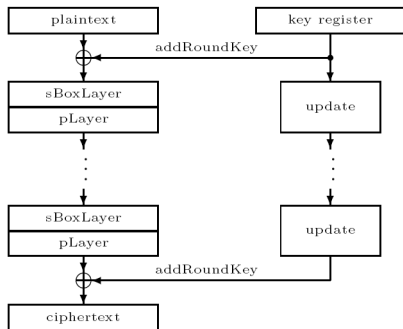 plaintext
key register
addRoundKey
sBoxLayer
pLayer
update
sBoxLayer
pLayer
update
addRoundKey
ciphertext